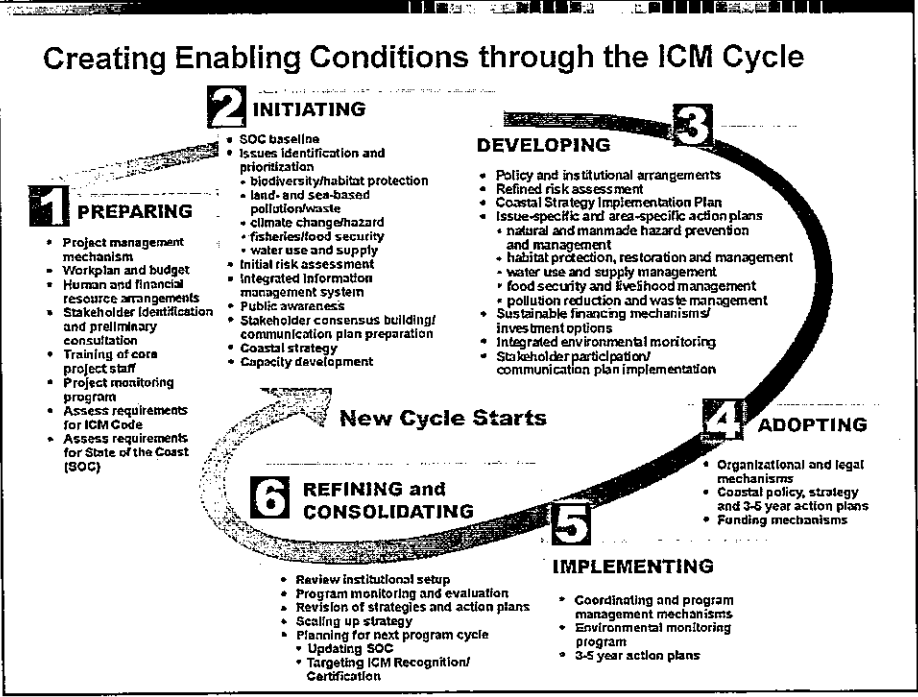 Creating Enabling Conditions through the ICM Cycle
1 PREPARING
• Project management
mechanism
• Workplan and budget
• Human and financial
resource arrangements
• Stakeholder identification
and preliminary
consultation
• Training of core
project staff
• Project monitoring
program
• Assess requirements
for ICM Code
• Assess requirements
for State of the Coast
(SOC)
2 INITIATING
• SOC baseline
• Issues identification and
prioritization
• biodiversity/habitat protection
• land- and sea-based
pollution/waste
• climate change/hazard
• fisheries/food security
• water use and supply
• Initial risk assessment
• Integrated information
management system
• Public awareness
• Stakeholder consensus building/
communication plan preparation
• Coastal strategy
• Capacity development
3
DEVELOPING
• Policy and institutional arrangements
• Refined risk assessment
• Coastal Strategy Implementation Plan
• Issue-specific and area-specific action plans
• natural and manmade hazard prevention
and management
• habitat protection, restoration and management
• water use and supply management
• food security and livelihood management
• pollution reduction and waste management
• Sustainable financing mechanisms/
investment options
• Integrated environmental monitoring
• Stakeholder participation/
communication plan implementation
4 ADOPTING
• Organizational and legal
mechanisms
• Coastal policy, strategy
and 3-5 year action plans
• Funding mechanisms
5
IMPLEMENTING
• Coordinating and program
management mechanisms
• Environmental monitoring
program
• 3-5 year action plans
6 REFINING and
CONSOLIDATING
• Review institutional setup
• Program monitoring and evaluation
• Revision of strategies and action plans
• Scaling up strategy
• Planning for next program cycle
• Updating SOC
• Targeting ICM Recognition/
Certification
New Cycle Starts